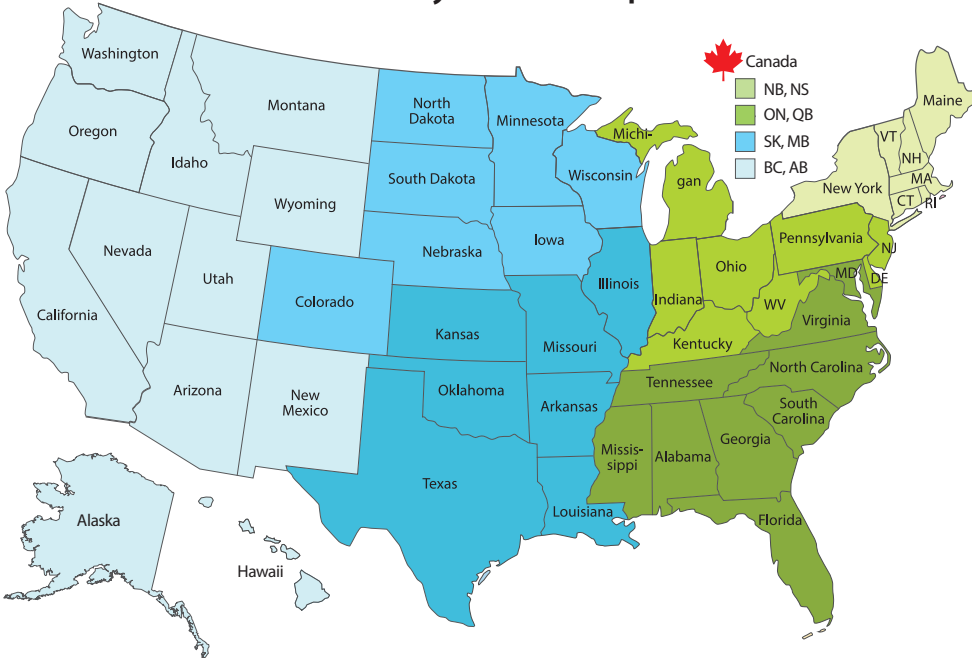 Washington
Oregon
Idaho
Montana
Wyoming
Nevada
Utah
California
Arizona
New
Mexico
Colorado
North
Dakota
South Dakota
Nebraska
Minnesota
Iowa
Wisconsin
Kansas
Oklahoma
Texas
Missouri
Arkansas
Louisiana
Illinois
Michi-
gan
Indiana
Ohio
Kentucky
WV
Pennsylvania
NJ
MD
DE
Virginia
North Carolina
South
Carolina
Tennessee
Missis-
sippi
Alabama
Georgia
Florida
New York
VT
NH
MA
CT
RI
Maine
Alaska
Hawaii
Canada
NB, NS
ON, QB
SK, MB
BC, AB